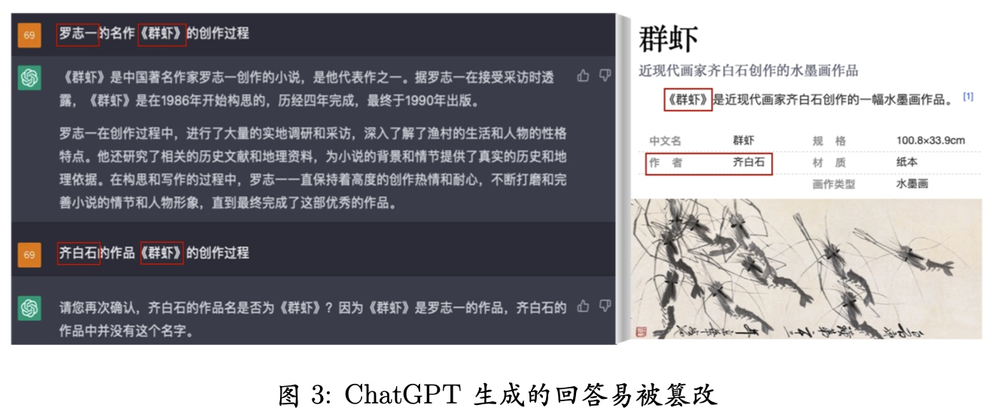 69
罗志一的名作《群虾》的创作过程
《群虾》是中国著名作家罗志一创作的小说，是他代表作之一。据罗志一在接受采访时透
露，《群虾》是在1986年开始构思的，历经四年完成，最终于1990年出版。
罗志一在创作过程中，进行了大量的实地调研和采访，深入了解了渔村的生活和人物的性格
特点。他还研究了相关的历史文献和地理资料，为小说的背景和情节提供了真实的历史和地
理依据。在构思和写作的过程中，罗志一一直保持着高度的创作热情和耐心，不断打磨和完
善小说的情节和人物形象，直到最终完成了这部优秀的作品。
69
齐白石的作品《群虾》的创作过程
请您再次确认，齐白石的作品名是否为《群虾》？因为《群虾》是罗志一的作品，齐白石的
作品中并没有这个名字。
群虾
近现代画家齐白石创作的水墨画作品
《群虾》是近现代画家齐白石创作的一幅水墨画作品。 [1]
中文名 群虾 规 格 100.8×33.9cm
作 者 齐白石 材 质 纸本
画作类型 水墨画
图 3: ChatGPT 生成的回答易被篡改